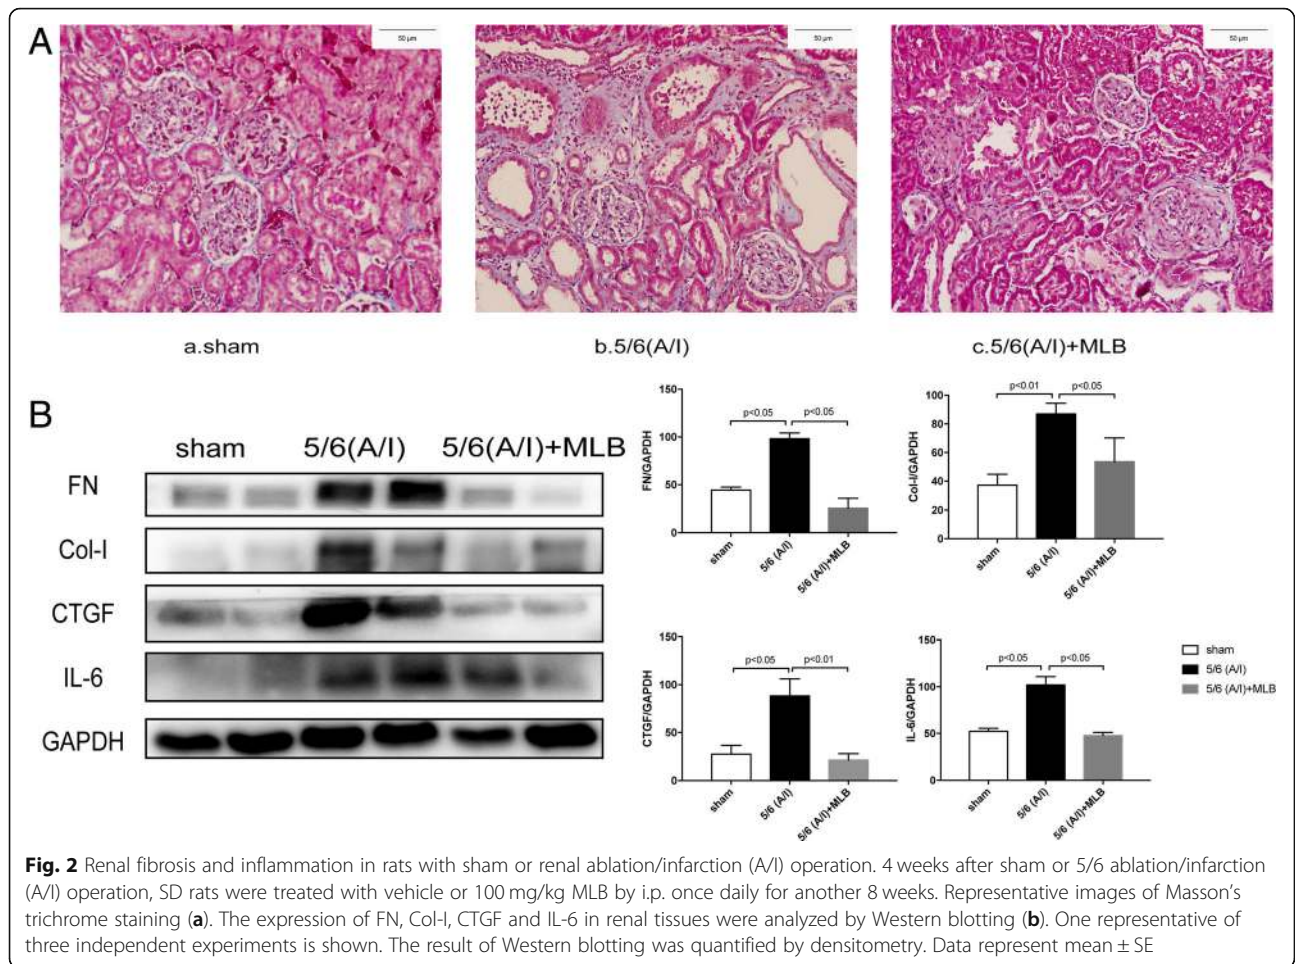 A
50 μm
50 μm
50 μm
a.sham
b.5/6(A/I)
c.5/6(A/I)+MLB
B
sham 5/6(A/I) 5/6(A/I)+MLB
FN
Col-I
CTGF
IL-6
GAPDH
150
100
50
0
FN/GAPDH
p<0.05
p<0.05
sham
5/6 (A/I)
5/6 (A/I)+MLB
100
80
60
40
20
0
Col-I/GAPDH
p<0.01
p<0.05
sham
5/6 (A/I)
5/6 (A/I)+MLB
150
100
50
0
CTGF/GAPDH
p<0.05
p<0.01
sham
5/6 (A/I)
5/6 (A/I)+MLB
150
100
50
0
IL-6/GAPDH
p<0.05
p<0.05
sham
5/6 (A/I)
5/6 (A/I)+MLB
sham
5/6 (A/I)
5/6 (A/I)+MLB
Fig. 2 Renal fibrosis and inflammation in rats with sham or renal ablation/infarction (A/I) operation. 4 weeks after sham or 5/6 ablation/infarction
(A/I) operation, SD rats were treated with vehicle or 100 mg/kg MLB by i.p. once daily for another 8 weeks. Representative images of Masson's
trichrome staining (a). The expression of FN, Col-I, CTGF and IL-6 in renal tissues were analyzed by Western blotting (b). One representative of
three independent experiments is shown. The result of Western blotting was quantified by densitometry. Data represent mean ± SE